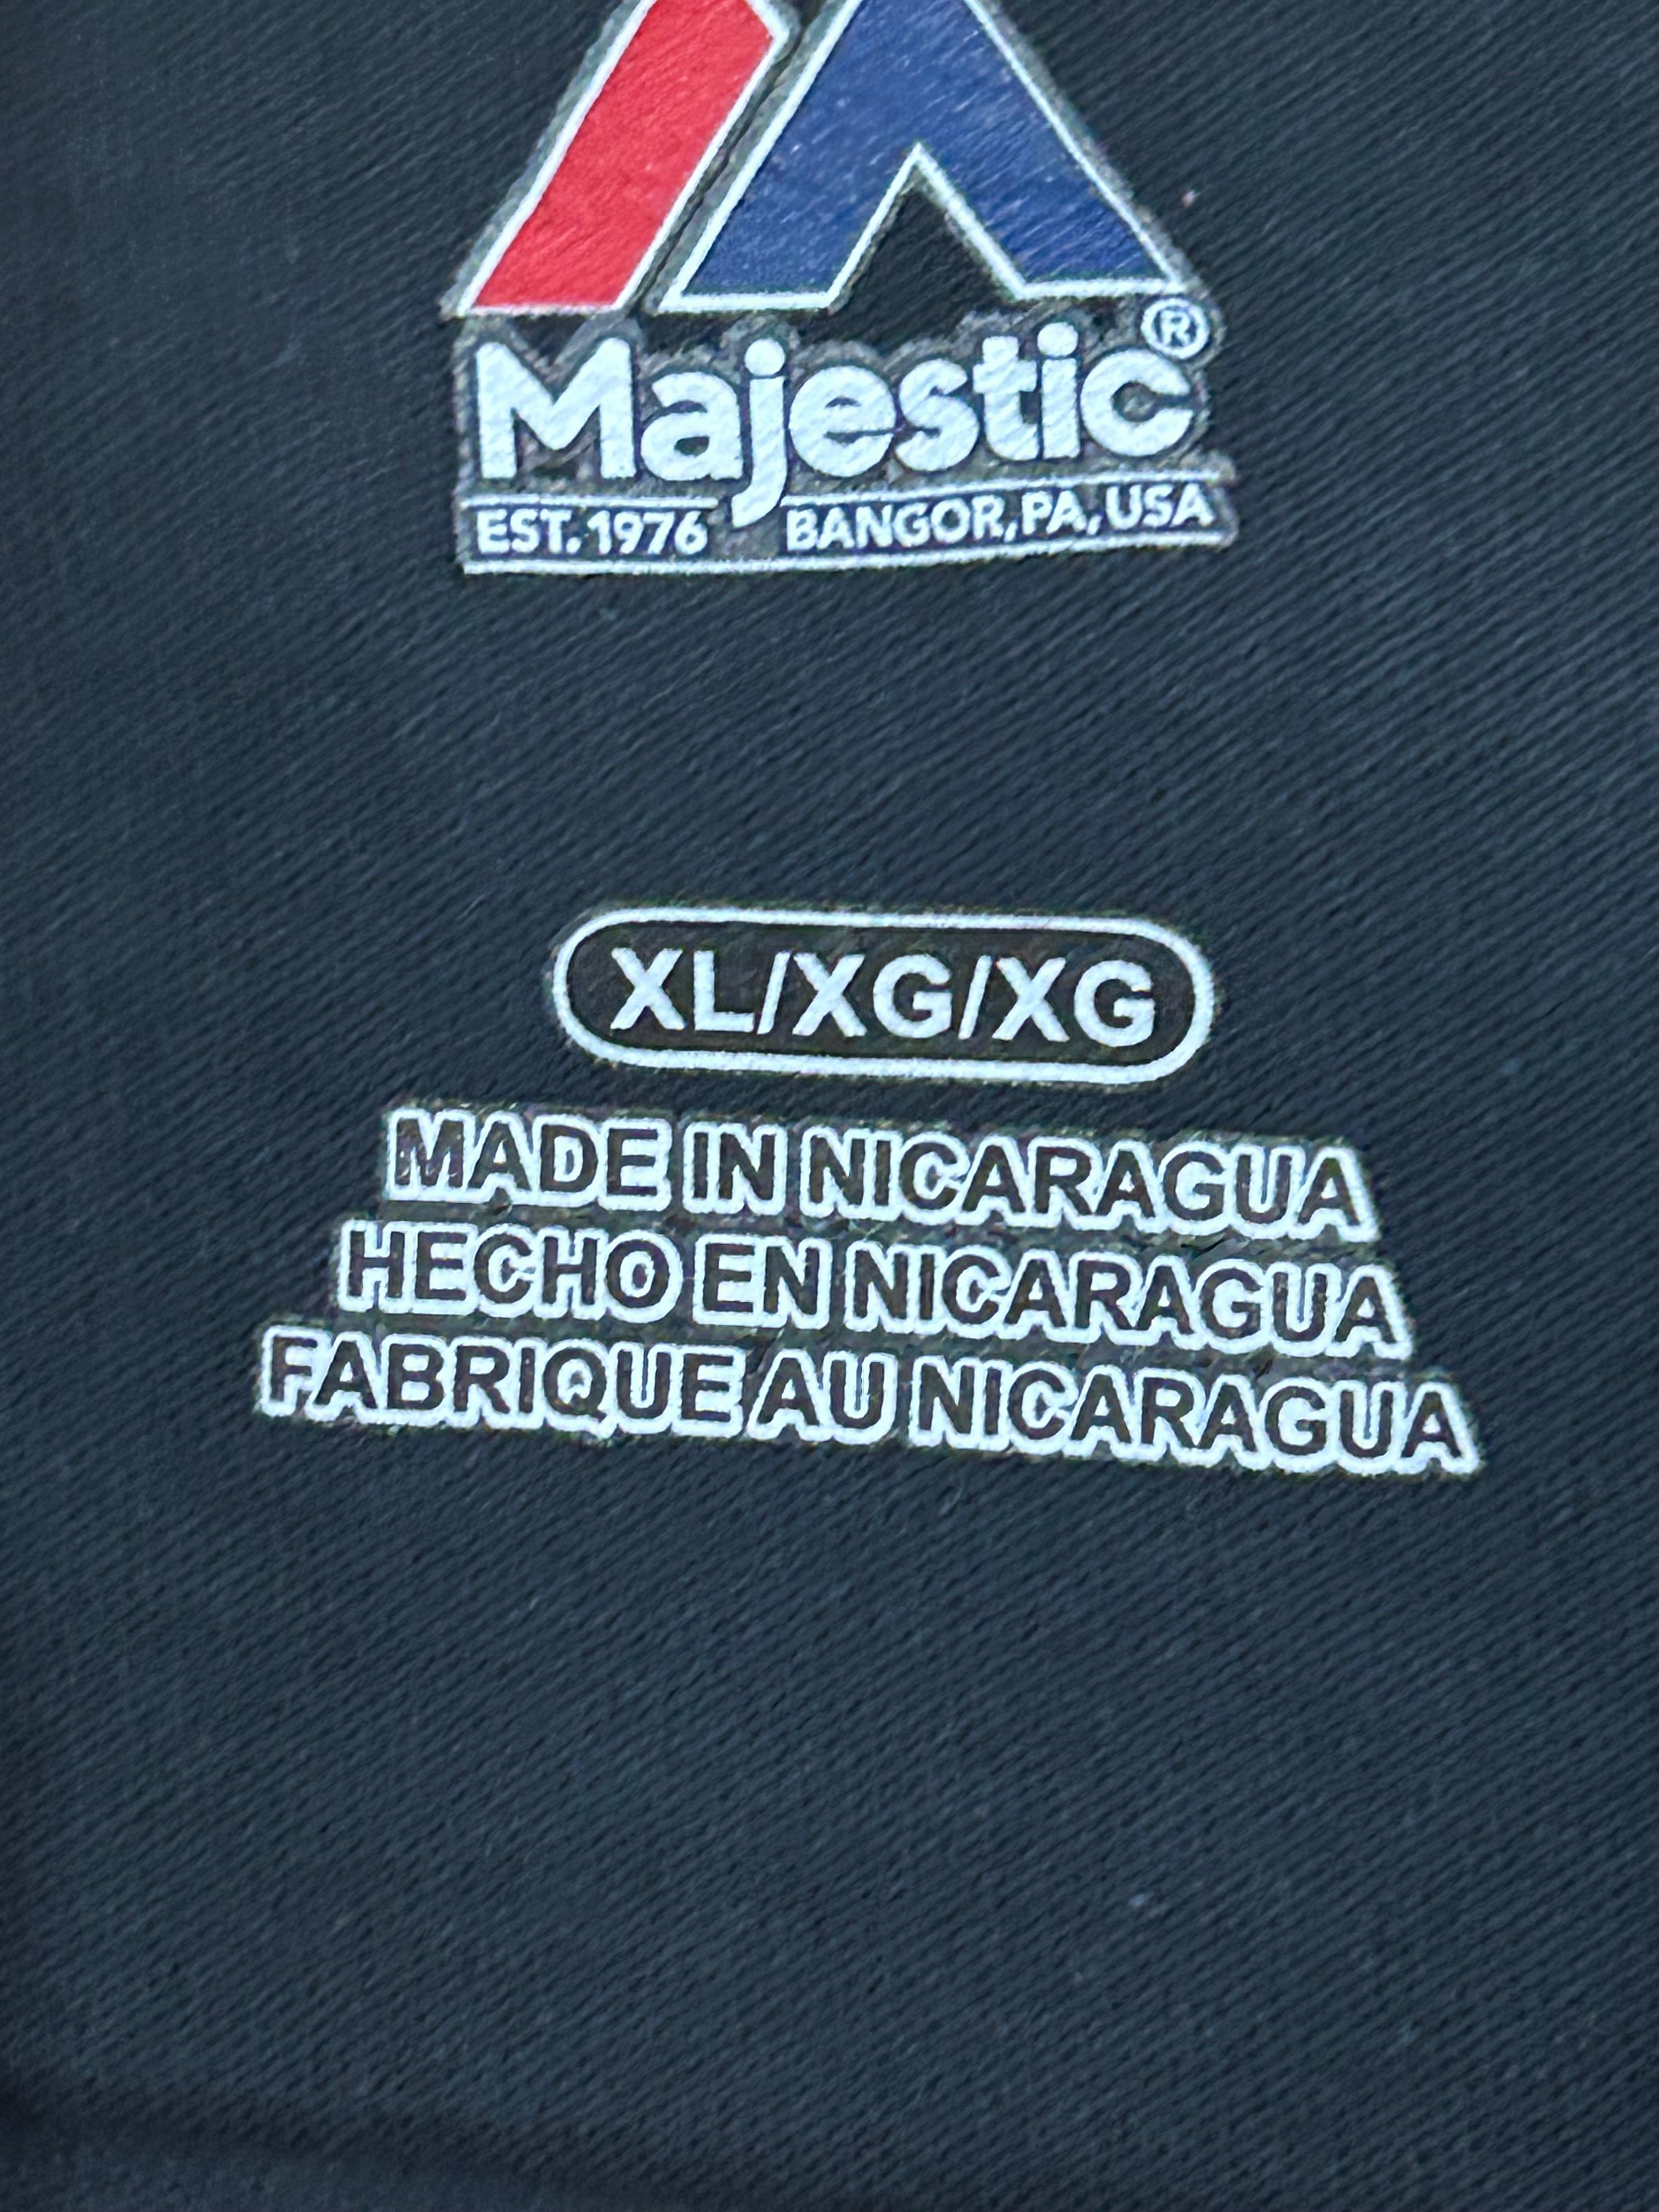 Majestic®
EST. 1976 BANGOR, PA, USA
XL/XG/XG
MADE IN NICARAGUA
HECHO EN NICARAGUA
FABRIQUE AU NICARAGUA